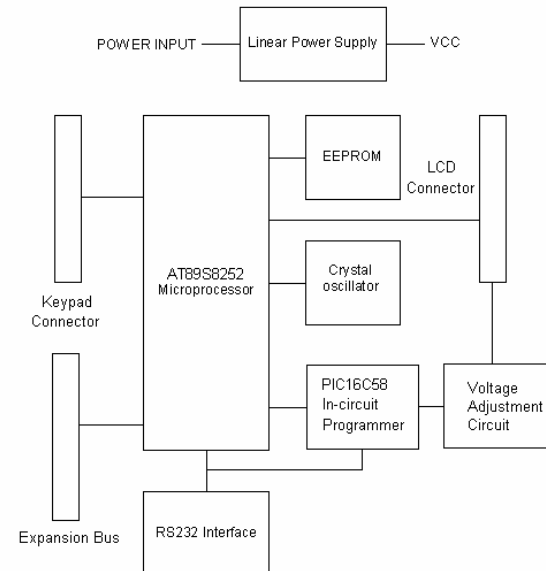 POWER INPUT
Linear Power Supply
VCC
EEPROM
LCD
Connector
AT89S8252
Microprocessor
Crystal
oscillator
Keypad
Connector
PIC16C58
In-circuit
Programmer
Voltage
Adjustment
Circuit
Expansion Bus
RS232 Interface